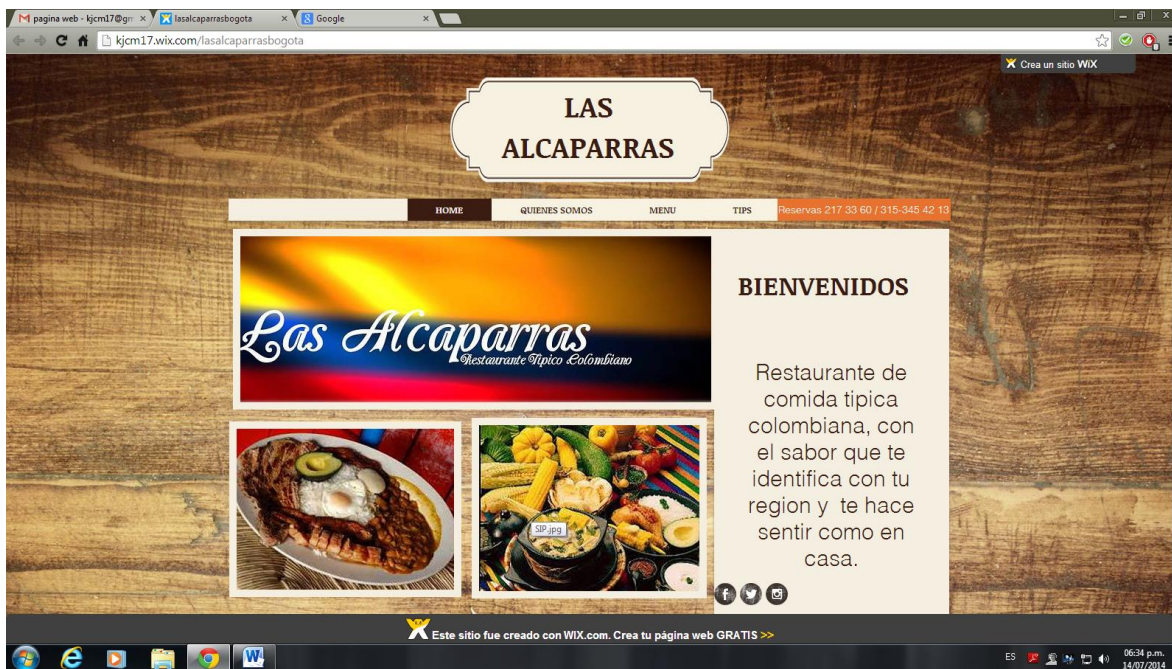 pagina web - kjcm17@gm
lasalcaparrasbogota
Google
kjcm17.wix.com/lasalcaparrasbogota
Crea un sitio WiX
LAS
ALCAPARRAS
HOME
QUIENES SOMOS
MENU
TIPS
Reservas 217 33 60 / 315-345 42 13
Las Alcaparras
Restaurante Tipico Colombiano
BIENVENIDOS
Restaurante de
comida tipica
colombiana, con
el sabor que te
identifica con tu
region y te hace
sentir como en
casa.
SIP.jpg
Este sitio fue creado con WIX.com. Crea tu página web GRATIS >>
ES
06:34 p.m.
14/07/2014